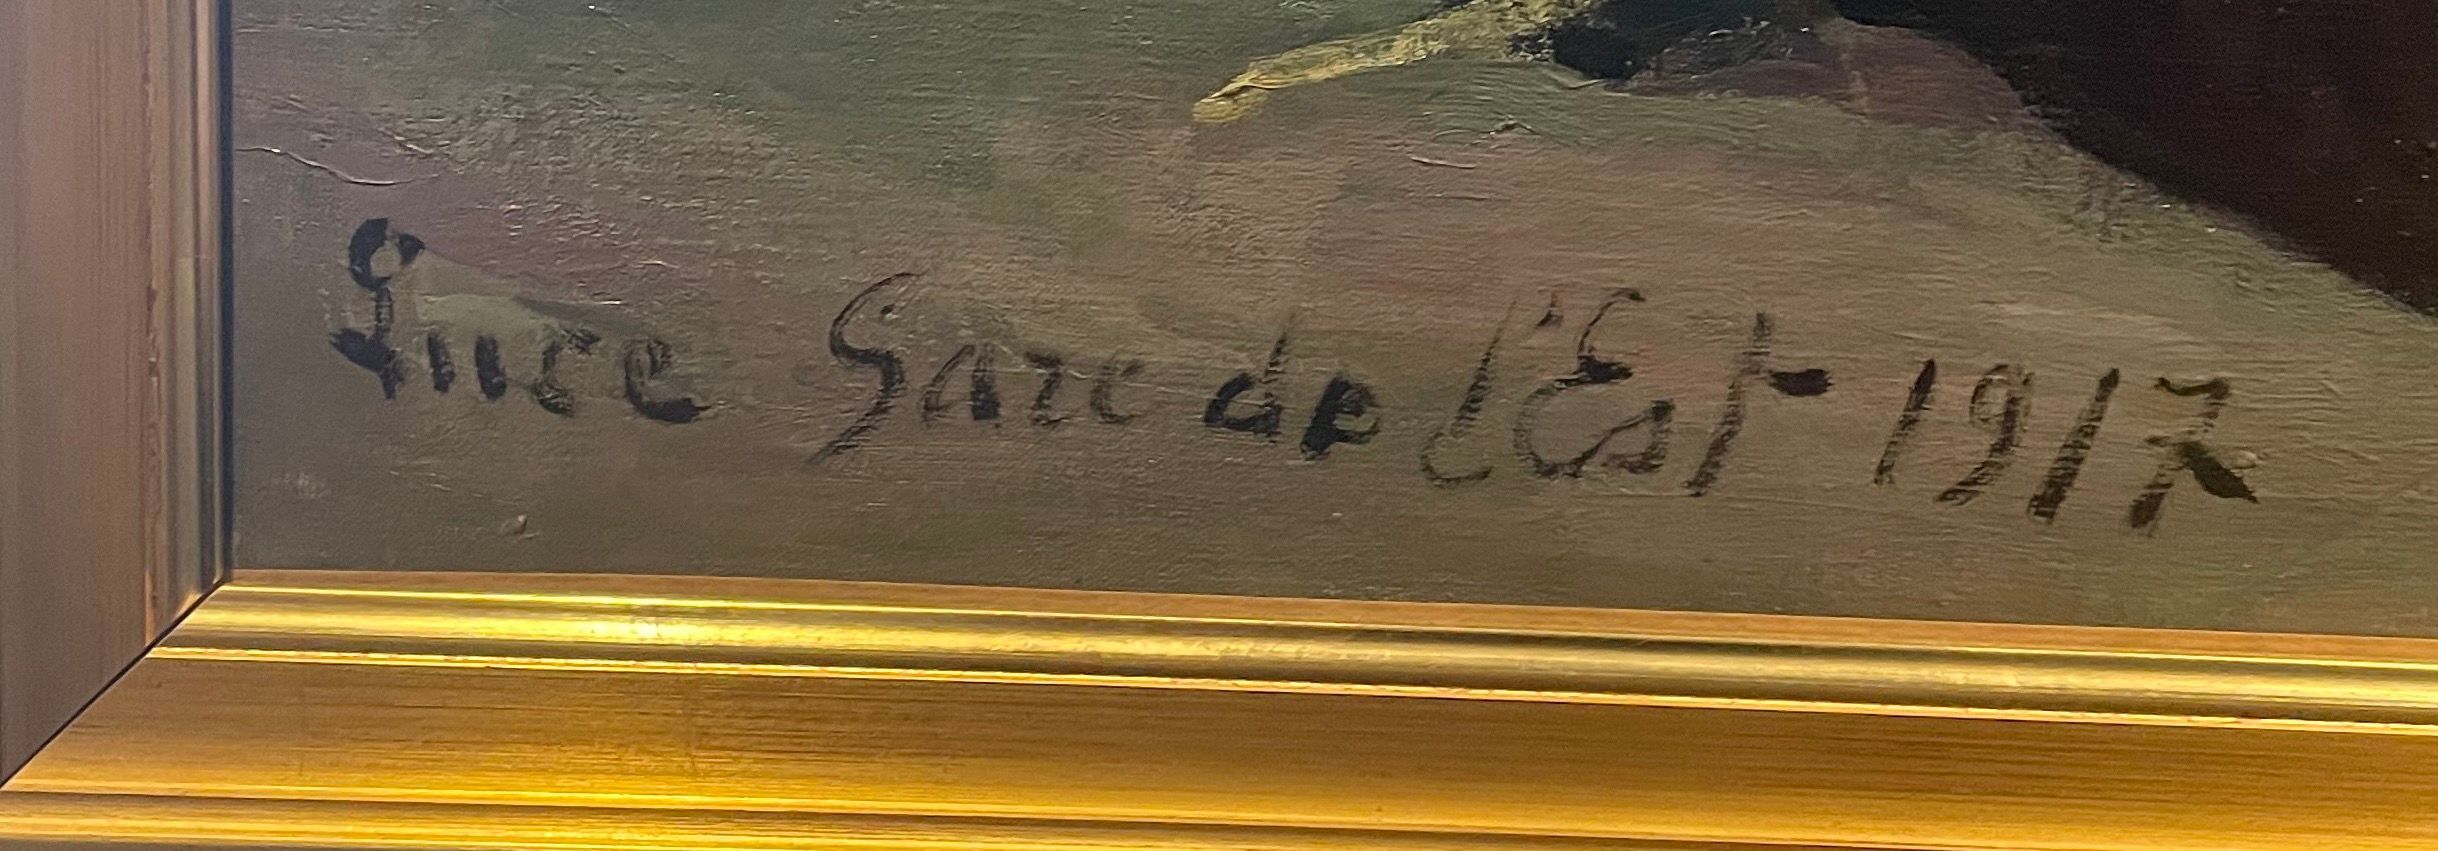 Luce Gare de l'Est 1917